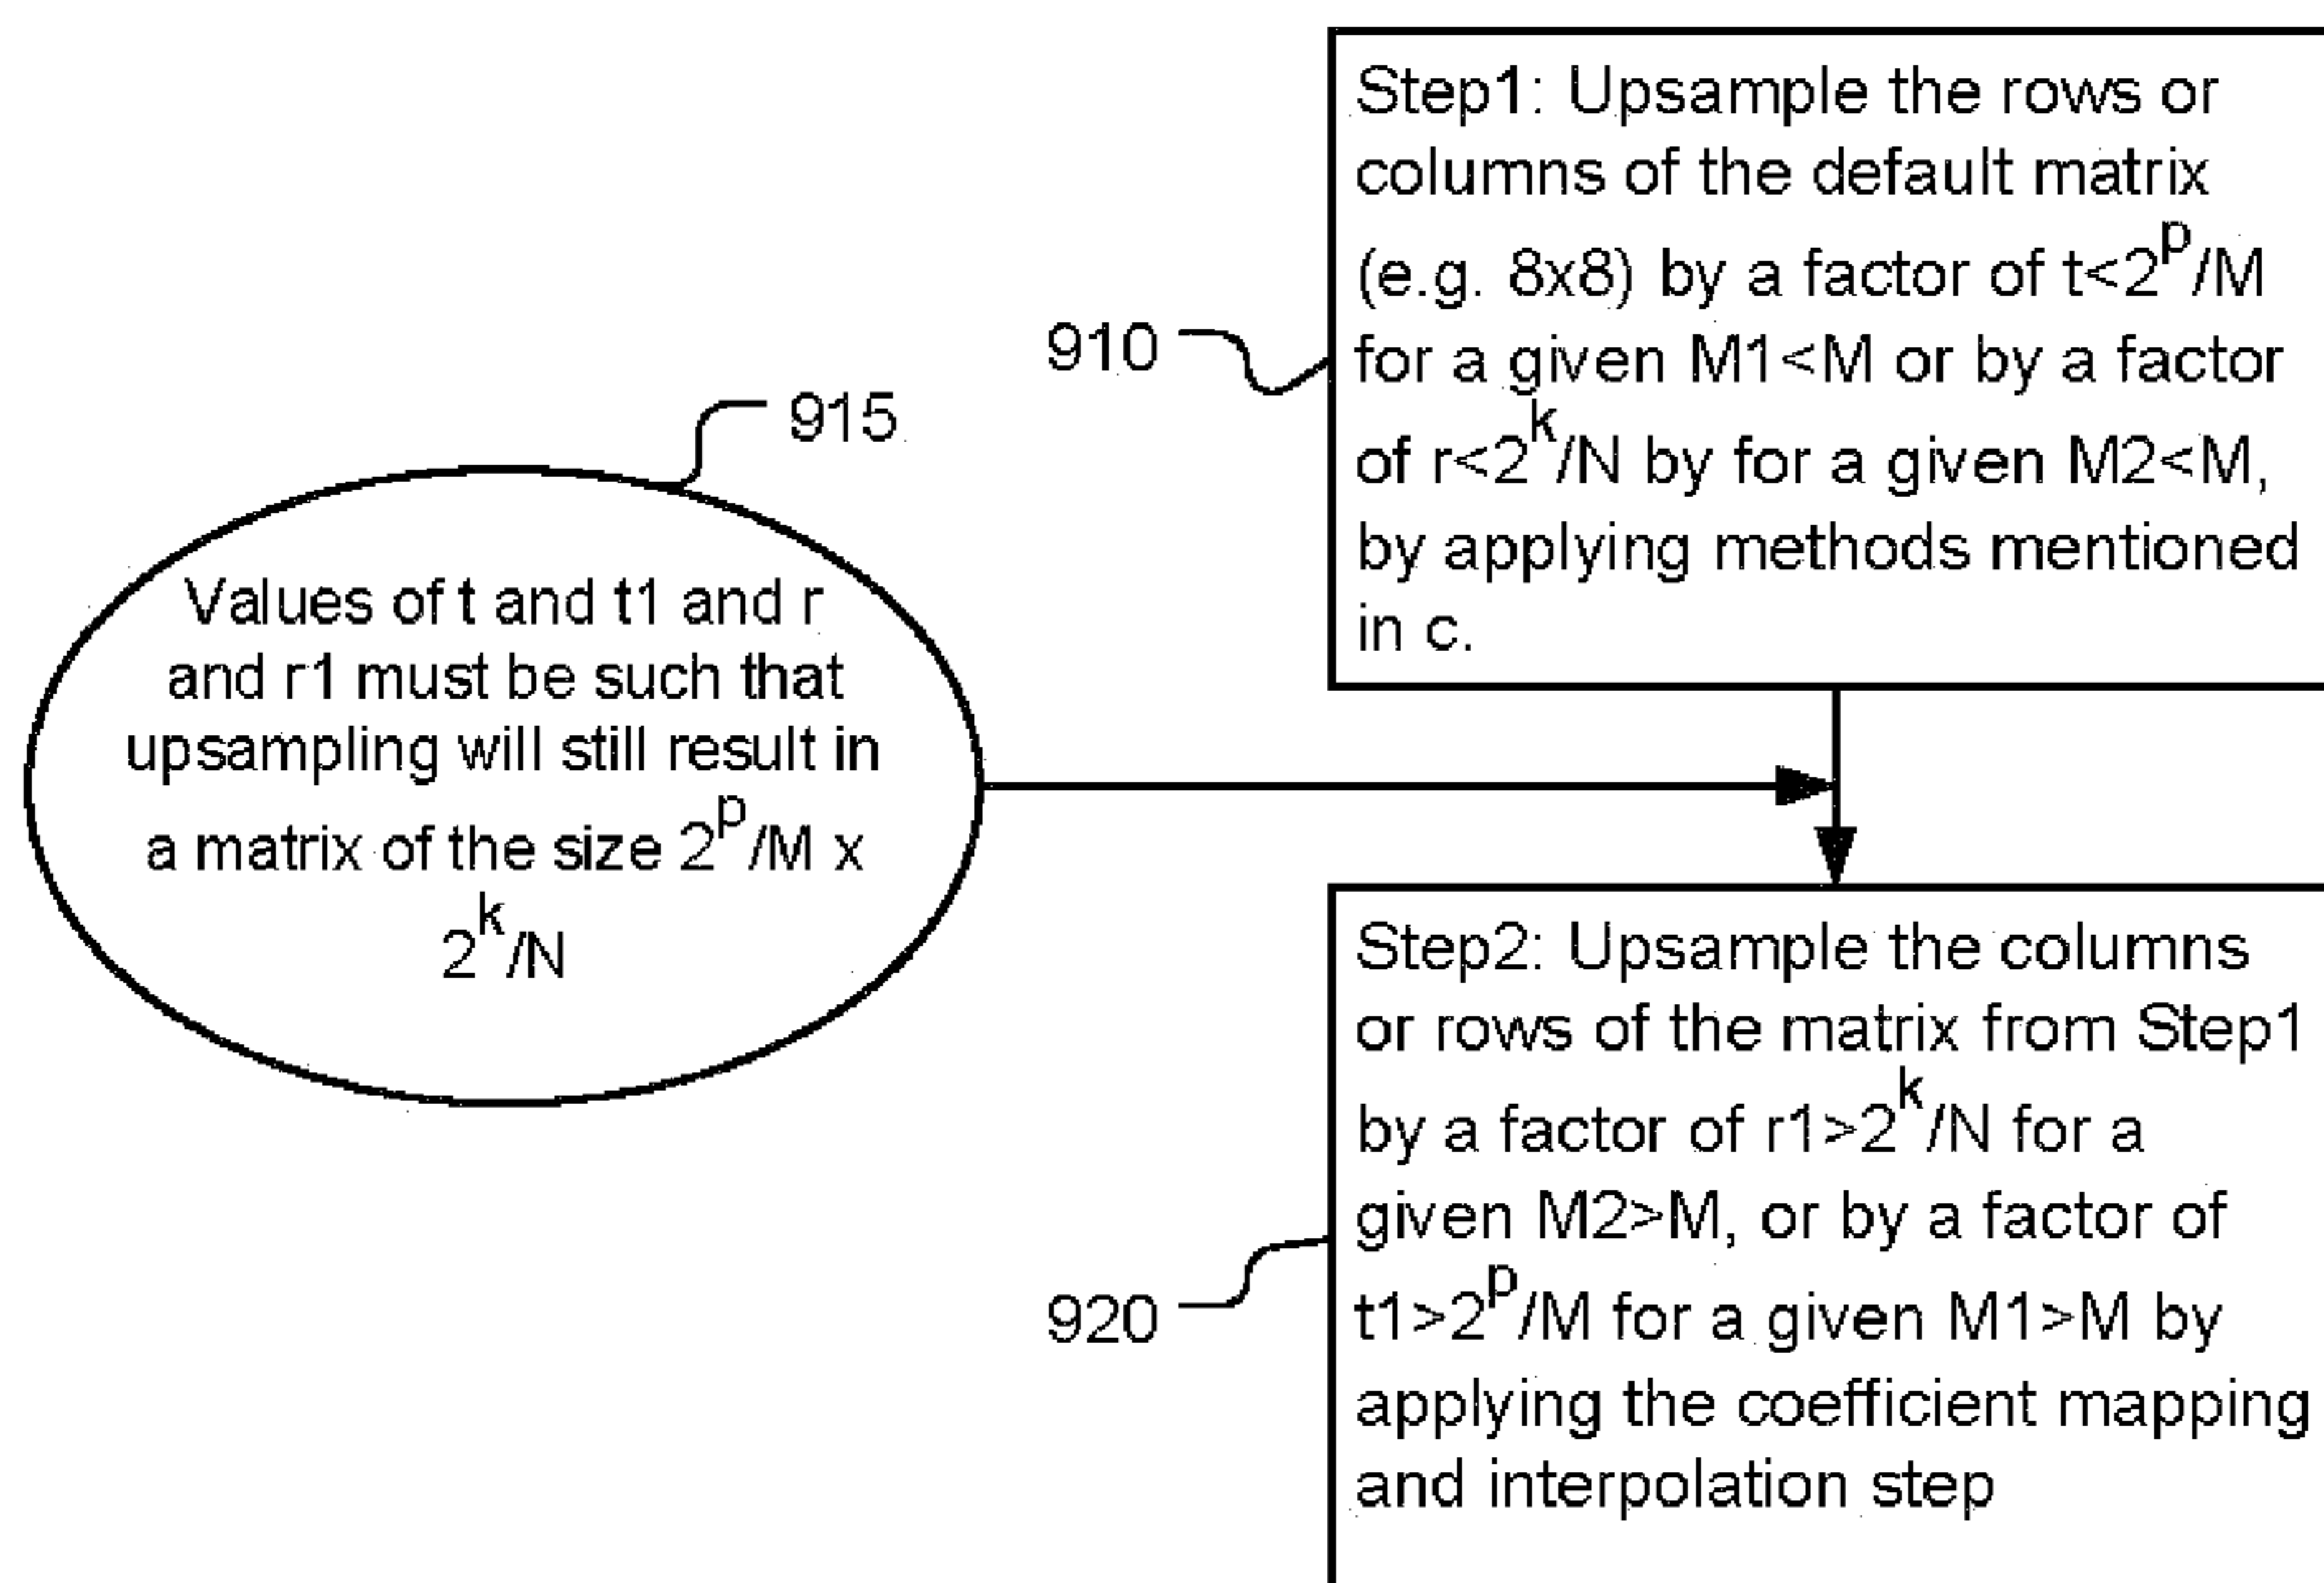 Step1: Upsample the rows or
columns of the default matrix
(e.g. 8x8) by a factor of t<2^p/M
for a given M1<M or by a factor
of r<2^k/N by for a given M2<M,
by applying methods mentioned
in c.
910
915
Values of t and t1 and r
and r1 must be such that
upsampling will still result in
a matrix of the size 2^p/M x
2^k/N
Step2: Upsample the columns
or rows of the matrix from Step1
by a factor of r1>2^k/N for a
given M2>M, or by a factor of
t1>2^p/M for a given M1>M by
applying the coefficient mapping
and interpolation step
920